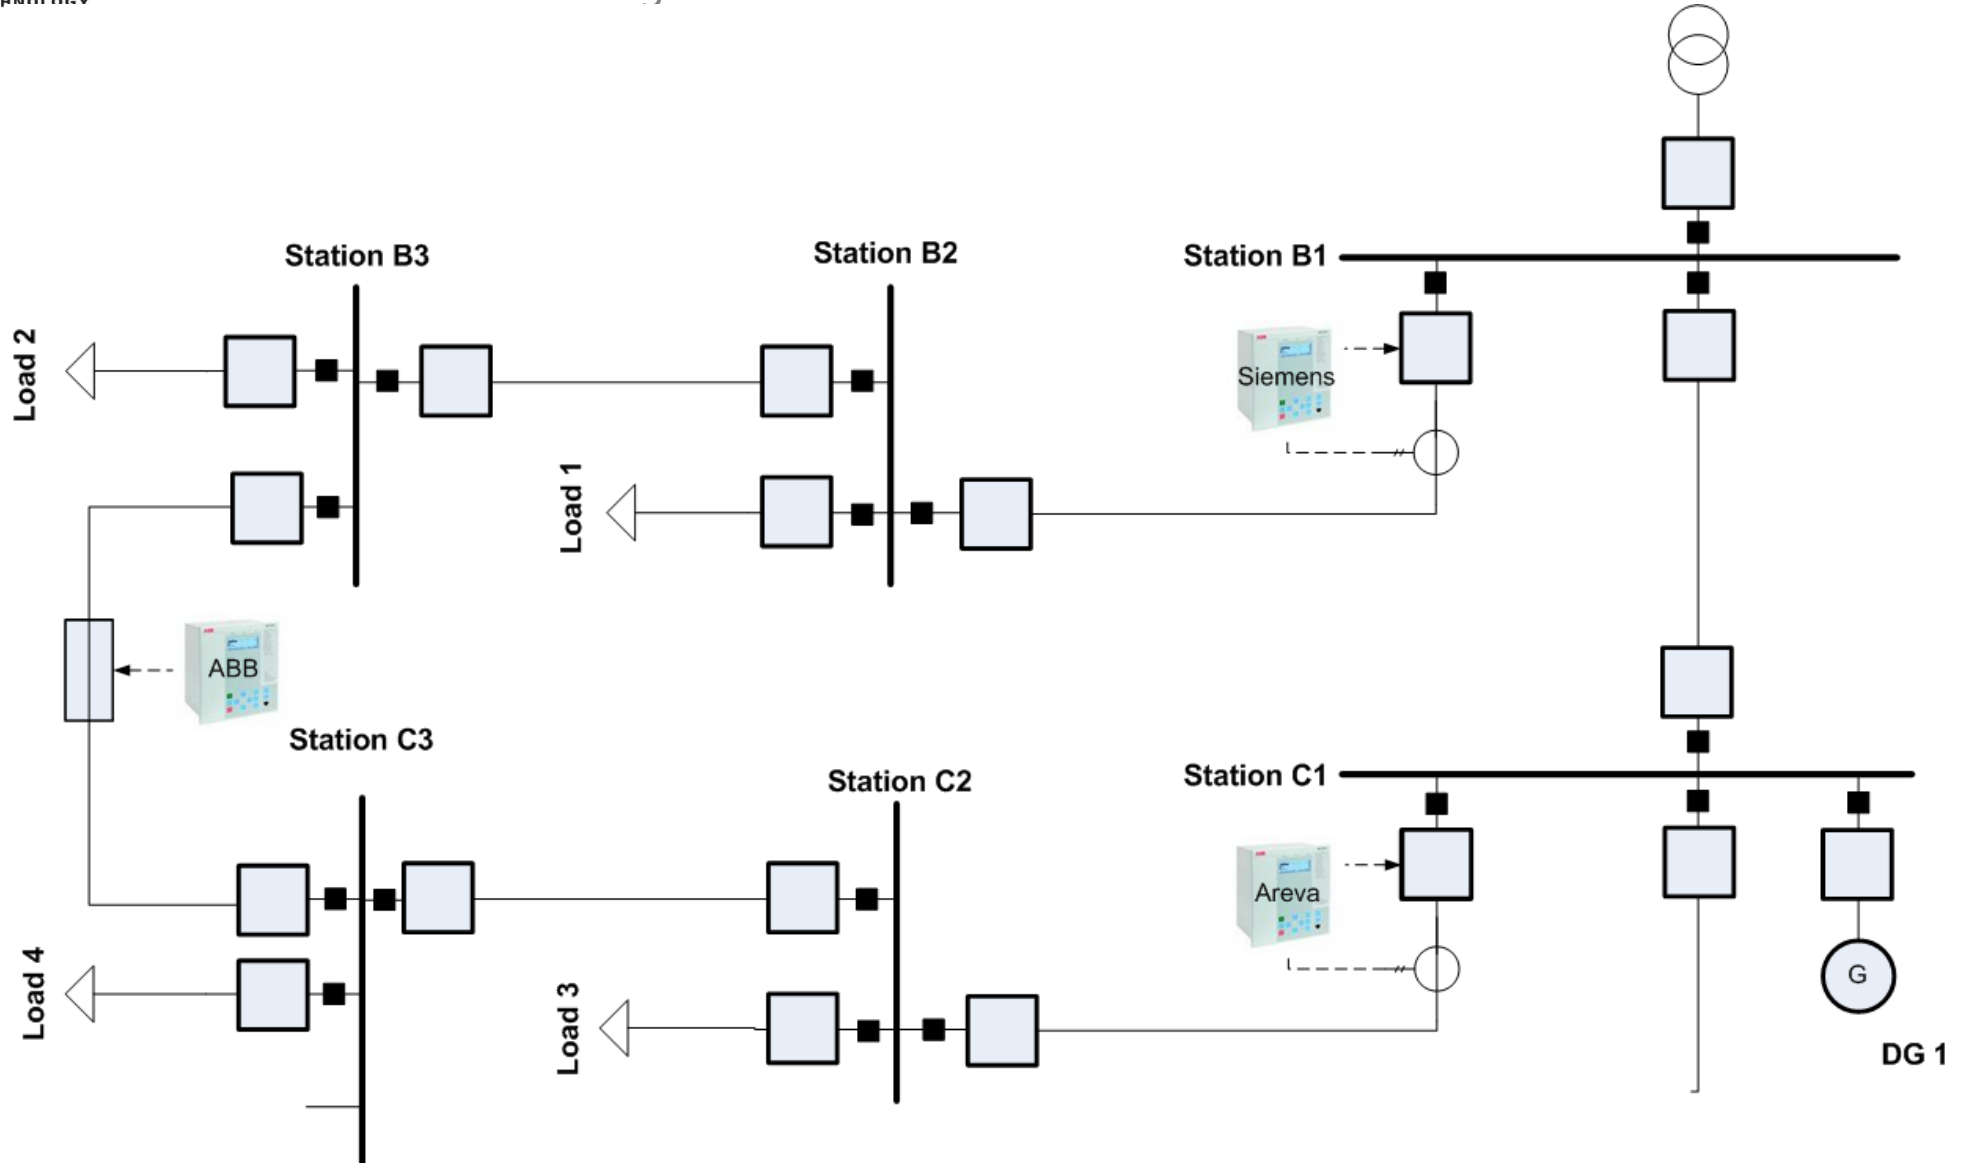 Station B3
Station B2
Station B1
Load 2
Siemens
Load 1
ABB
Station C3
Station C2
Station C1
Areva
Load 4
Load 3
G
DG 1